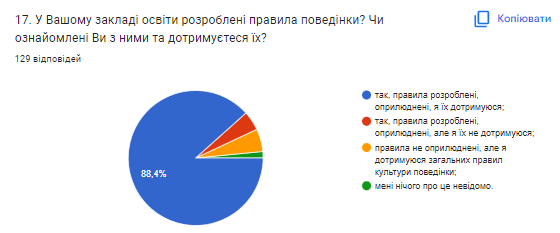 17. У Вашому закладі освіти розроблені правила поведінки? Чи
ознайомлені Ви з ними та дотримуєтеся їх?
Копіювати
129 відповідей
так, правила розроблені,
оприлюднені, я їх дотримуюся;
так, правила розроблені,
оприлюднені, але я їх не дотримуюся;
правила не оприлюднені, але я
дотримуюся загальних правил
культури поведінки;
мені нічого про це невідомо.
88,4%